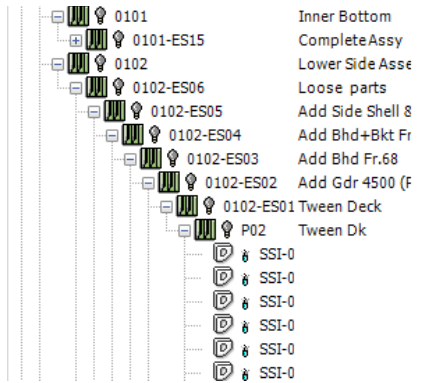 0101 Inner Bottom
0101-ES15 Complete Assy
0102 Lower Side Asse
0102-ES06 Loose parts
0102-ES05 Add Side Shell &
0102-ES04 Add Bhd+Bkt Fr
0102-ES03 Add Bhd Fr.68
0102-ES02 Add Gdr 4500 (P
0102-ES01 Tween Deck
P02 Tween Dk
SSI-0
SSI-0
SSI-0
SSI-0
SSI-0
SSI-0